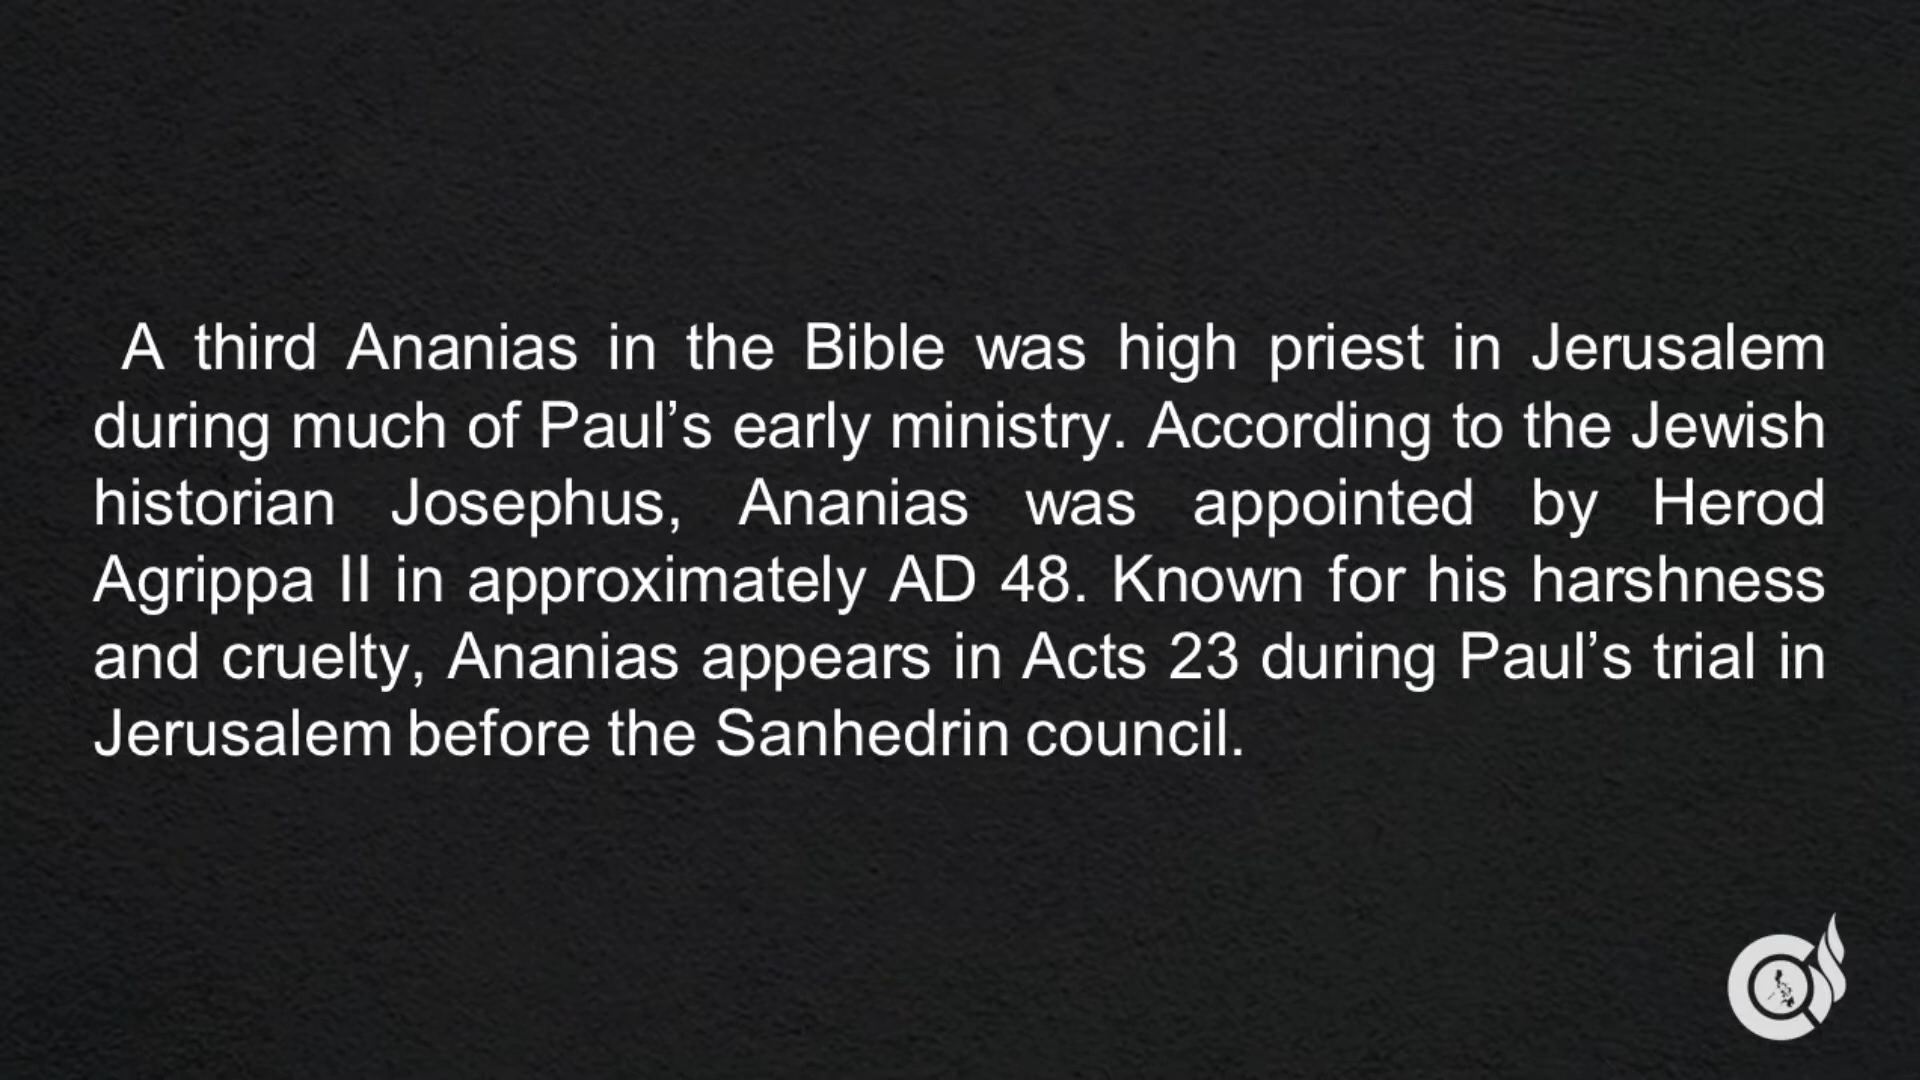 A third Ananias in the Bible was high priest in Jerusalem
during much of Paul’s early ministry. According to the Jewish
historian Josephus, Ananias was appointed by Herod
Agrippa II in approximately AD 48. Known for his harshness
and cruelty, Ananias appears in Acts 23 during Paul’s trial in
Jerusalem before the Sanhedrin council.